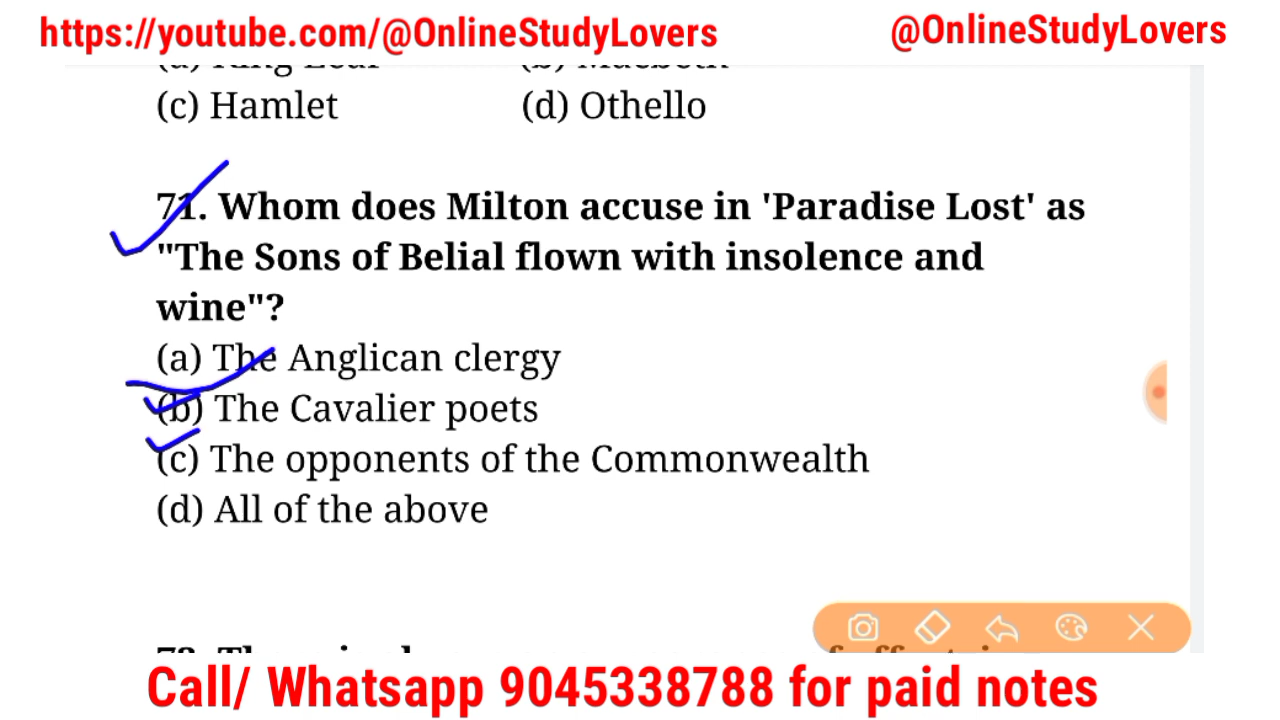 https://youtube.com/@OnlineStudyLovers @OnlineStudyLovers
(c) Hamlet (d) Othello
71. Whom does Milton accuse in 'Paradise Lost' as
"The Sons of Belial flown with insolence and
wine"?
(a) The Anglican clergy
(b) The Cavalier poets
(c) The opponents of the Commonwealth
(d) All of the above
Call/ Whatsapp 9045338788 for paid notes